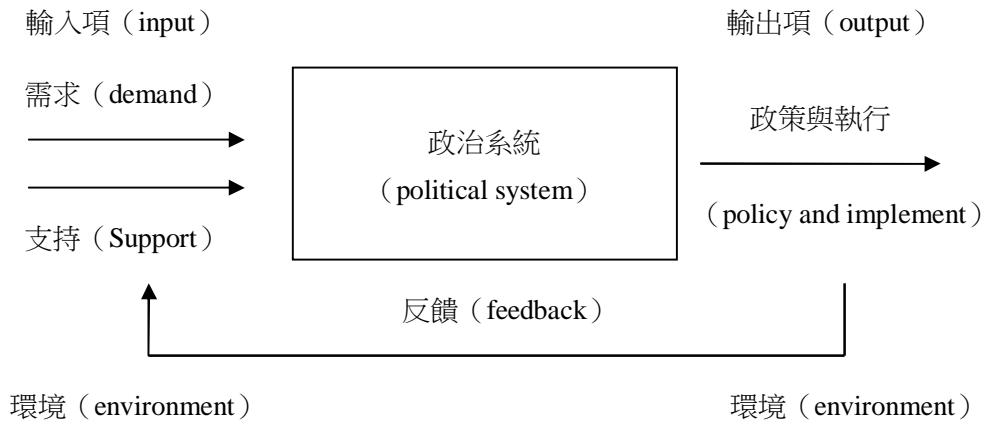 輸入項（input）
輸出項（output）
需求（demand）
政策與執行
政治系統
（political system）
（policy and implement）
支持（Support）
反饋（feedback）
環境（environment）
環境（environment）